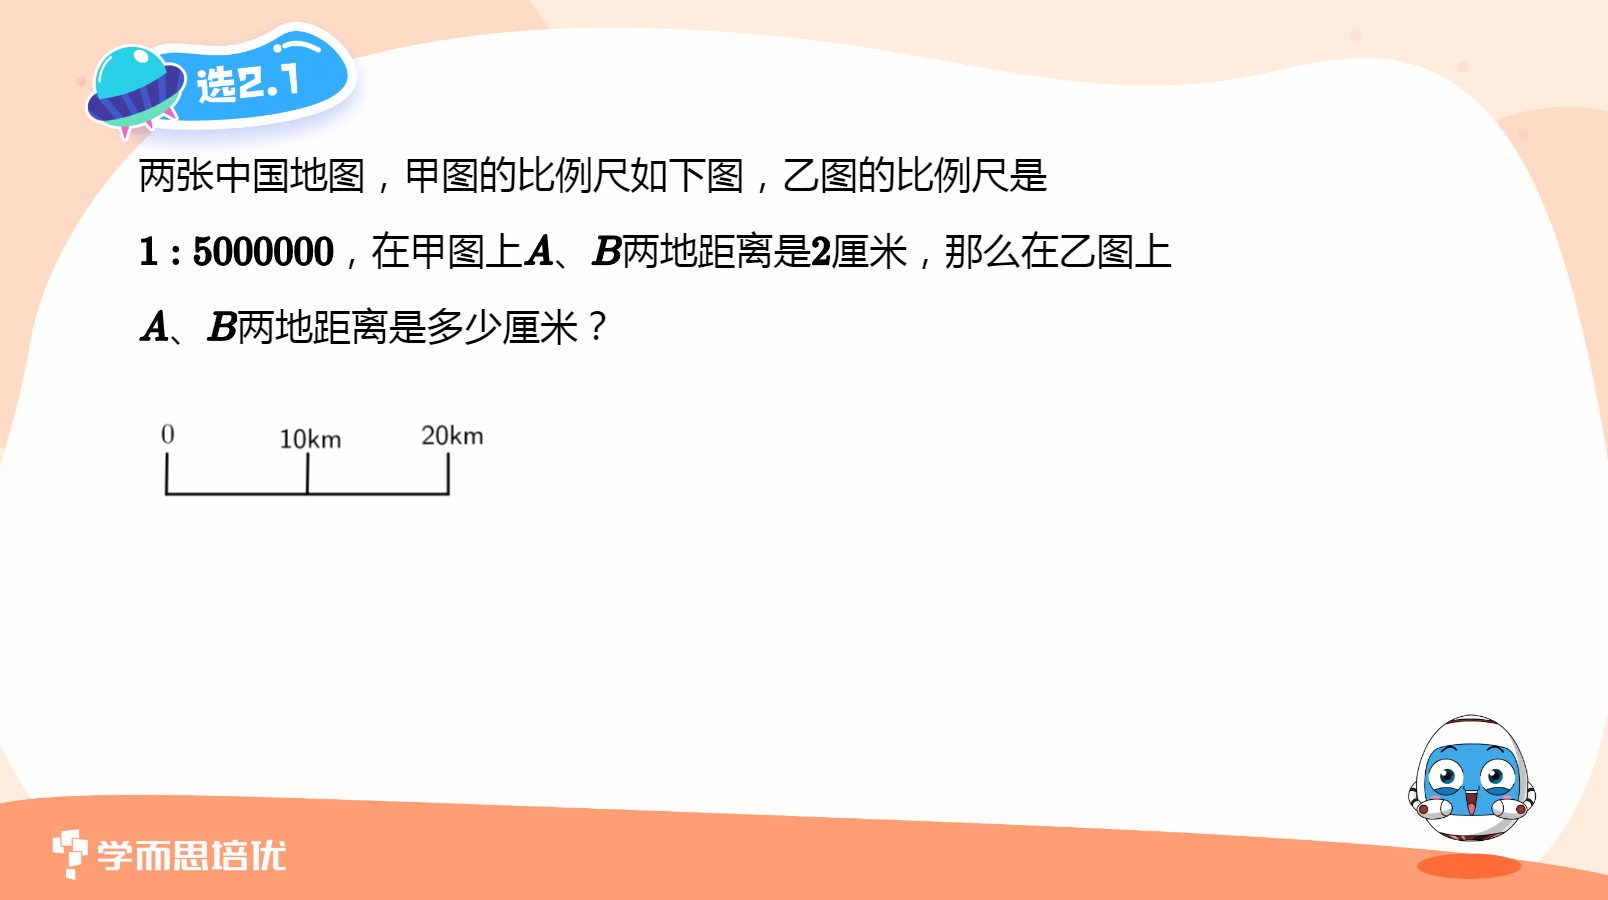 选2.1
两张中国地图，甲图的比例尺如下图，乙图的比例尺是
1 : 5000000，在甲图上A、B两地距离是2厘米，那么在乙图上
A、B两地距离是多少厘米？
0 10km 20km
学而思培优